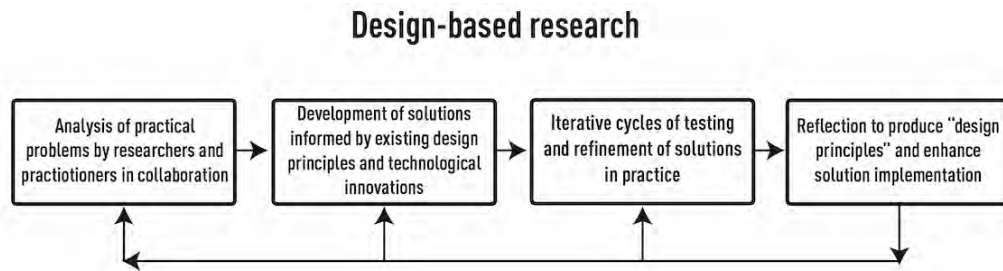 Design-based research
Analysis of practical
problems by researchers and
practiotioners in collaboration
Development of solutions
informed by existing design
principles and technological
innovations
Iterative cycles of testing
and refinement of solutions
in practice
Reflection to produce "design
principles" and enhance
solution implementation